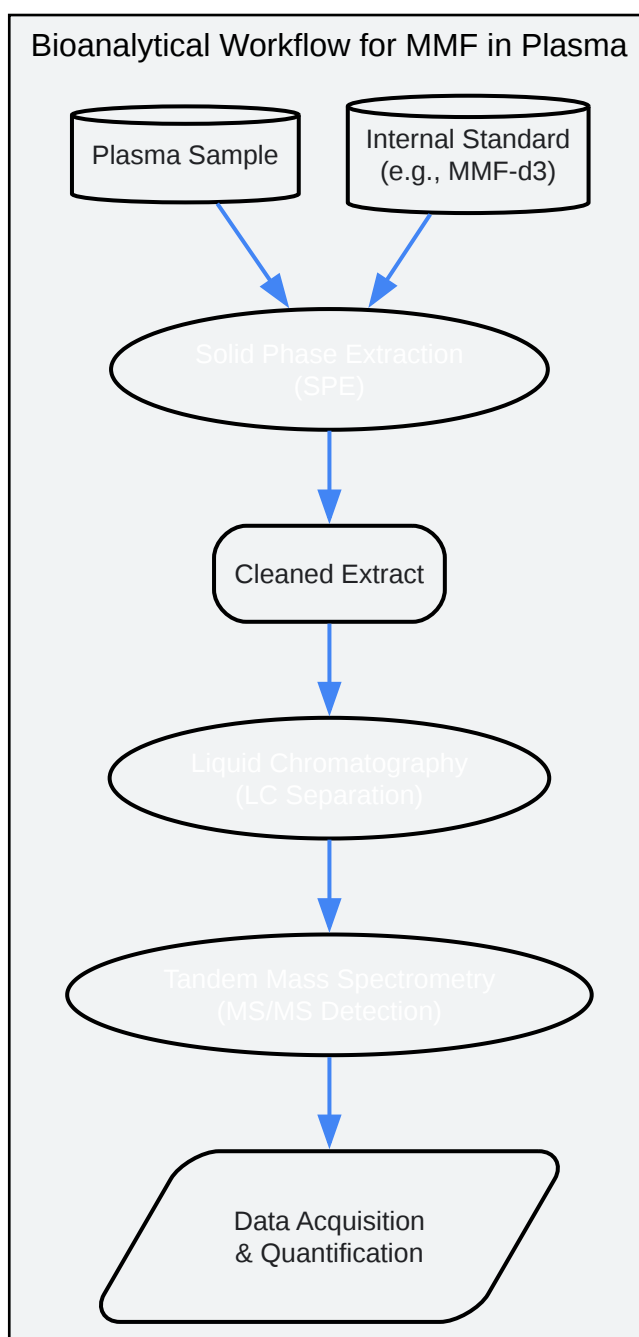 Bioanalytical Workflow for MMF in Plasma
Plasma Sample
Internal Standard
(e.g., MMF-d3)
Solid Phase Extraction
(SPE)
Cleaned Extract
Liquid Chromatography
(LC Separation)
Tandem Mass Spectrometry
(MS/MS Detection)
Data Acquisition
& Quantification